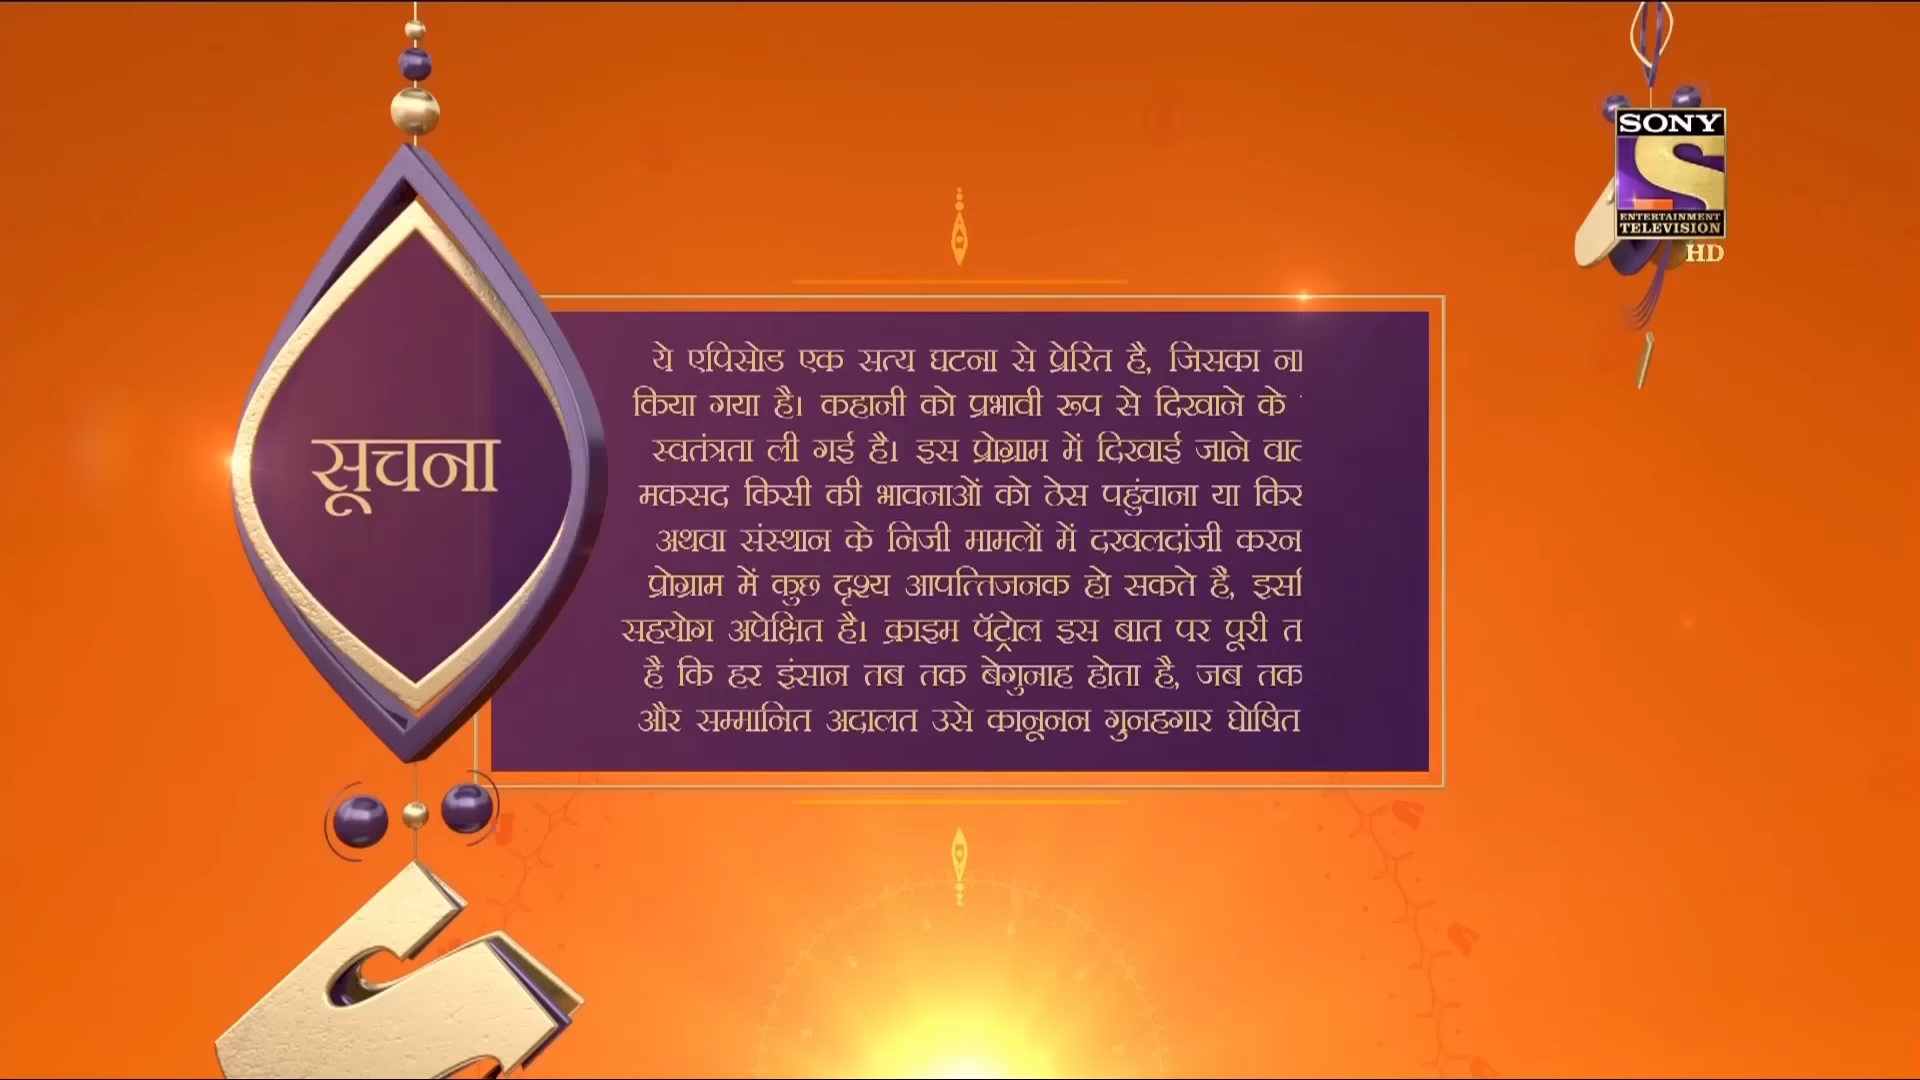 सूचना
ये एपिसोड एक सत्य घटना से प्रेरित है, जिसका
किया गया है। कहानी को प्रभावी रूप से दिखाने के
स्वतंत्रता ली गई है। इस प्रोग्राम में दिखाई जाने
मकसद किसी की भावनाओं को ठेस पहुंचाना या
अथवा संस्थान के निजी मामलों में दखलदांजी
प्रोग्राम में कुछ दृश्य आपत्तिजनक हो सकते है,
सहयोग अपेक्षित है। क्राइम पॅट्रोल इस बात पर पूरी
है कि हर इंसान तब तक बेगुनाह होता है, जब तक
और सम्मानित अदालत उसे कानूनन गुनहगार घोषित
SONY
ENTERTAINMENT
TELEVISION
HD